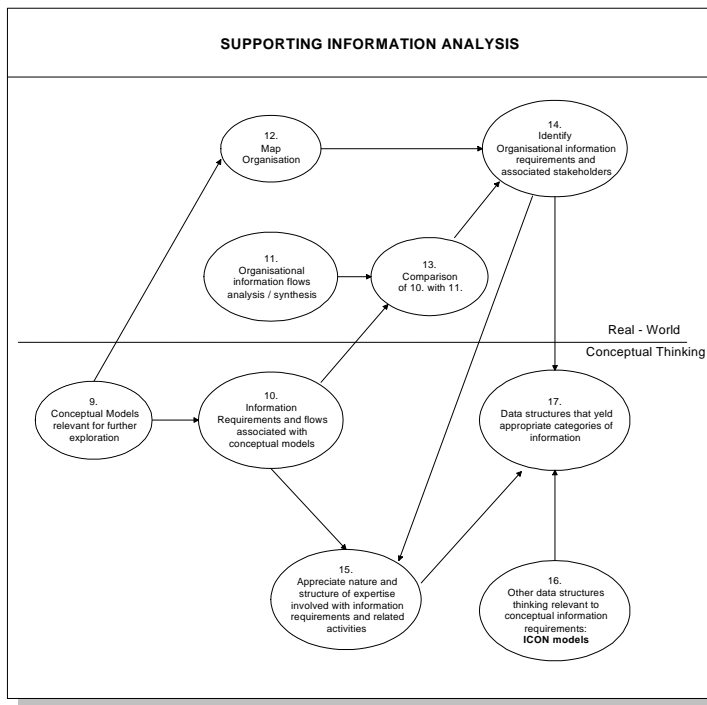 SUPPORTING INFORMATION ANALYSIS
12.
Map
Organisation
14.
Identify
Organisational information
requirements and
associated stakeholders
11.
Organisational
information flows
analysis / synthesis
13.
Comparison
of 10. with 11.
Real - World
Conceptual Thinking
9.
Conceptual Models
relevant for further
exploration
10.
Information
Requirements and flows
associated with
conceptual models
17.
Data structures that yeld
appropriate categories of
information
15.
Appreciate nature and
structure of expertise
involved with information
requirements and related
activities
16.
Other data structures
thinking relevant to
conceptual information
requirements:
ICON models